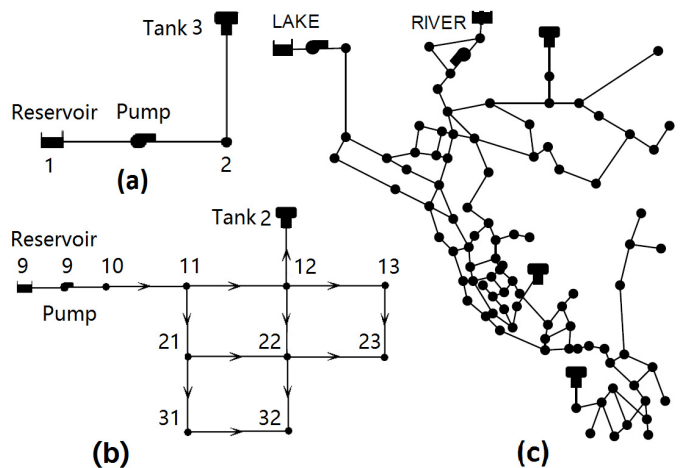 Tank 3
Reservoir
Pump
1
2
(a)
LAKE
RIVER
Tank 2
Reservoir
9
9
10
11
12
13
Pump
21
22
23
31
32
(b)
(c)